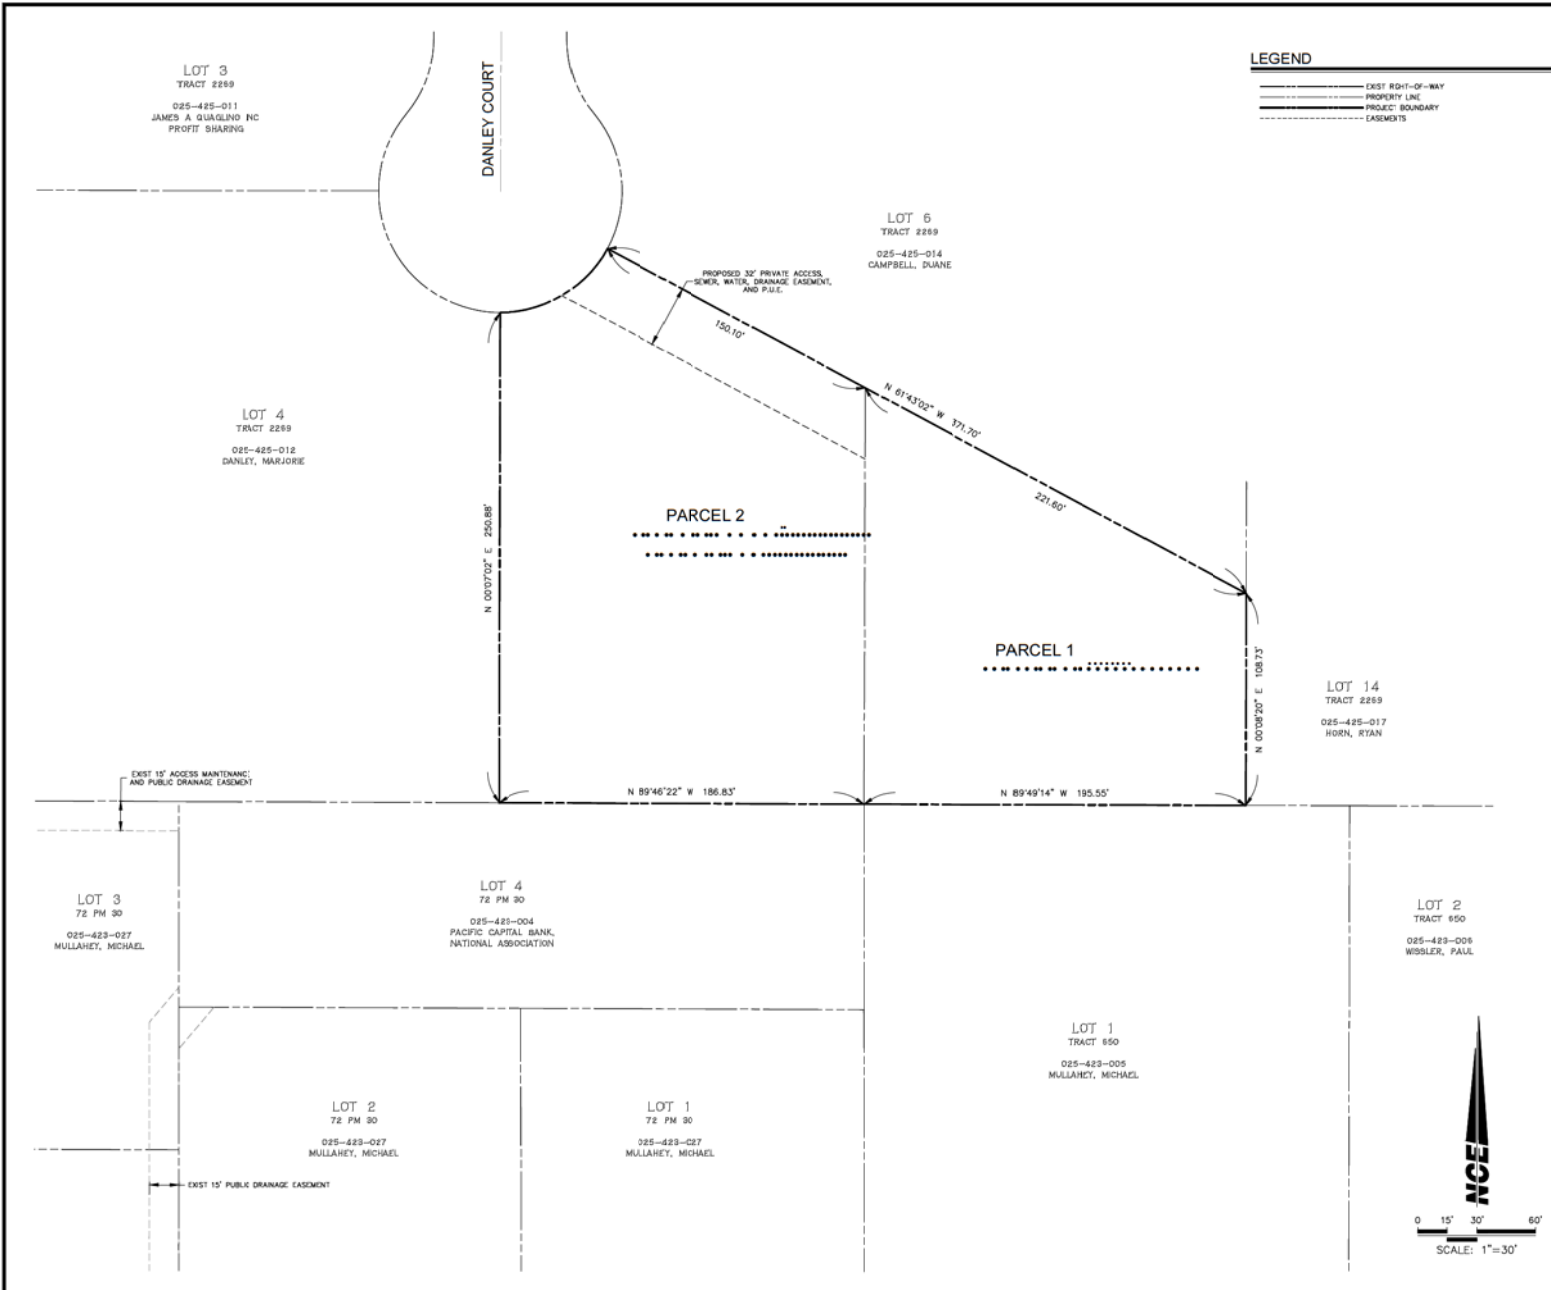 LOT 3
TRACT 2269
025-425-011
JAMES A QUAGLINO INC
PROFIT SHARING
DANLEY COURT
LEGEND
EXIST RIGHT-OF-WAY
PROPERTY LINE
PROJECT BOUNDARY
EASEMENTS
LOT 6
TRACT 2269
025-425-014
CAMPBELL, DUANE
PROPOSED 32' PRIVATE ACCESS,
SEWER, WATER, DRAINAGE EASEMENT,
AND P.U.E.
150.10'
N 61°43'02" W 371.70'
221.60'
LOT 4
TRACT 2269
025-425-012
DANLEY, MARJORIE
N 00°07'02" E 250.88'
PARCEL 2
PARCEL 1
N 00°08'20" E 108.73'
LOT 14
TRACT 2269
025-425-017
HORN, RYAN
EXIST 15' ACCESS MAINTENANC
AND PUBLIC DRAINAGE EASEMENT
N 89°46'22" W 186.83'
N 89°49'14" W 195.55'
LOT 3
72 PM 30
025-423-027
MULLAHEY, MICHAEL
LOT 4
72 PM 30
025-423-004
PACIFIC CAPITAL BANK,
NATIONAL ASSOCIATION
LOT 2
TRACT 650
025-423-006
WISSLER, PAUL
LOT 1
TRACT 650
025-423-005
MULLAHEY, MICHAEL
LOT 2
72 PM 30
025-423-027
MULLAHEY, MICHAEL
LOT 1
72 PM 30
025-423-027
MULLAHEY, MICHAEL
EXIST 15' PUBLIC DRAINAGE EASEMENT
NCE
0 15' 30' 60'
SCALE: 1"=30'